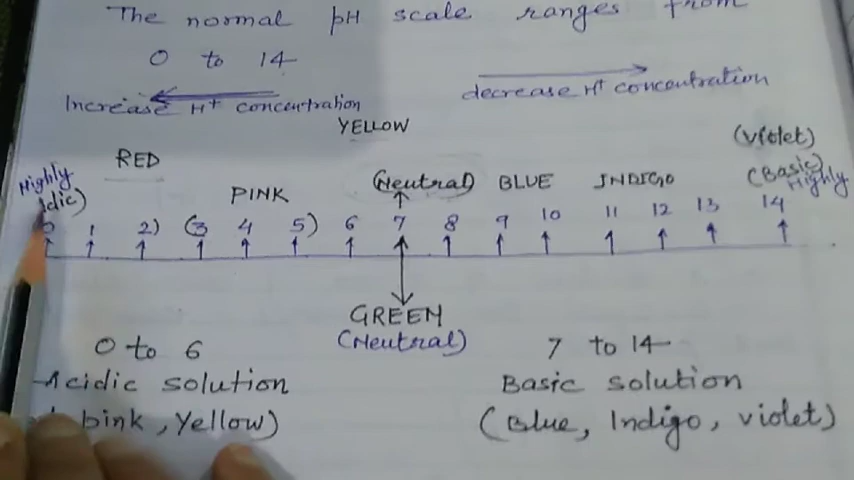 The normal pH scale ranges from
0 to 14
Increase H⁺ concentration
decrease H⁺ concentration
YELLOW
(Violet)
RED
Highly
PINK
(Neutral)
BLUE
INDIGO
(Basic)
Highly
0 1 2) (3 4 5) 6 7 8 9 10 11 12 13 14
GREEN
(Neutral)
0 to 6
7 to 14
Acidic solution
Basic solution
pink, Yellow)
(Blue, Indigo, violet)